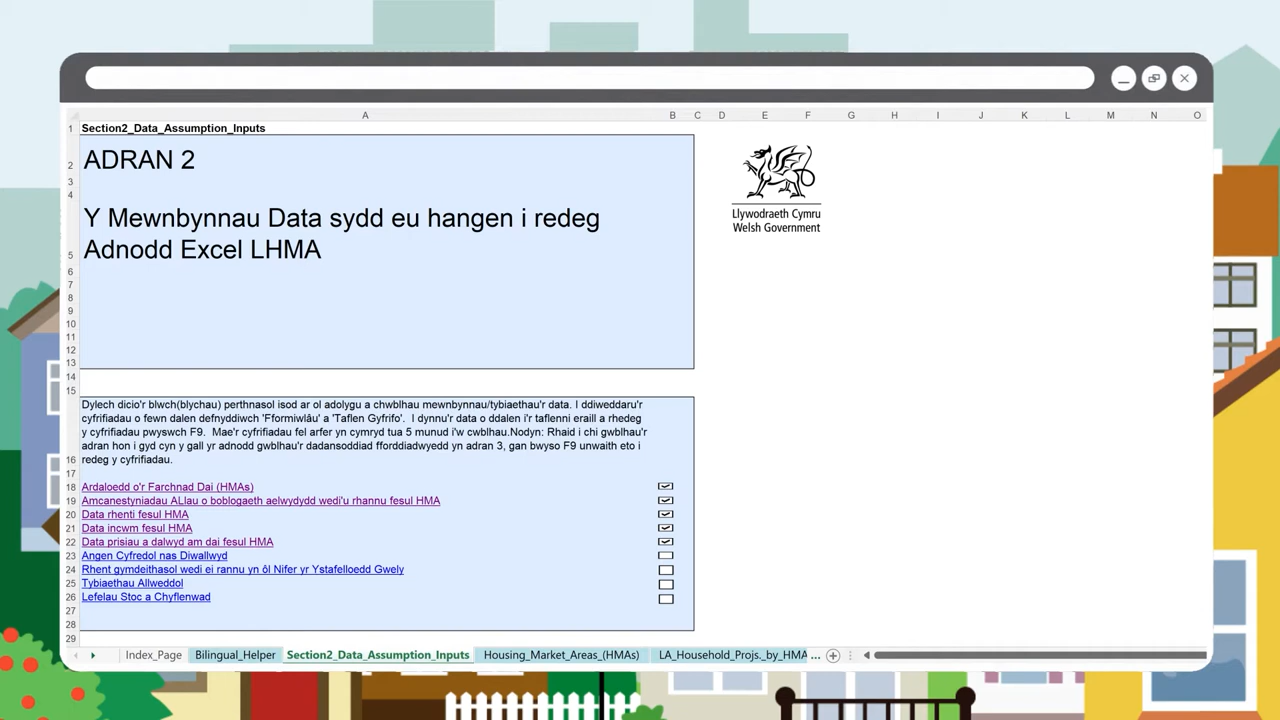 A B C D E F G H I J K L M N O
1 Section2_Data_Assumption_Inputs
2 ADRAN 2
3
4
Y Mewnbynnau Data sydd eu hangen i redeg
5 Adnodd Excel LHMA
6
7
8
9
10
11
12
13
14
15
Llywodraeth Cymru
Welsh Government
Dylech dicio'r blwch(blychau) perthnasol isod ar ol adolygu a chwblhau mewnbynnau/tybiaethau'r data. I ddiweddaru'r
cyfrifiadau o fewn dalen defnyddiwch 'Fformiwlâu' a 'Taflen Gyfrifo'. I dynnu'r data o ddalen i'r taflenni eraill a rhedeg
y cyfrifiadau pwyswch F9. Mae'r cyfrifiadau fel arfer yn cymryd tua 5 munud i'w cwblhau.Nodyn: Rhaid i chi gwblhau'r
adran hon i gyd cyn y gall yr adnodd gwblhau'r dadansoddiad fforddiadwyedd yn adran 3, gan bwyso F9 unwaith eto i
16 redeg y cyfrifiadau.
17
18 Ardaloedd o'r Farchnad Dai (HMAs)
19 Amcanestyniadau ALlau o boblogaeth aelwydydd wedi'u rhannu fesul HMA
20 Data rhenti fesul HMA
21 Data incwm fesul HMA
22 Data prisiau a dalwyd am dai fesul HMA
23 Angen Cyfredol nas Diwallwyd
24 Rhent gymdeithasol wedi ei rannu yn ôl Nifer yr Ystafelloedd Gwely
25 Tybiaethau Allweddol
26 Lefelau Stoc a Chyflenwad
27
28
29
Index_Page Bilingual_Helper Section2_Data_Assumption_Inputs Housing_Market_Areas_(HMAs) LA_Household_Projs._by_HMA ...